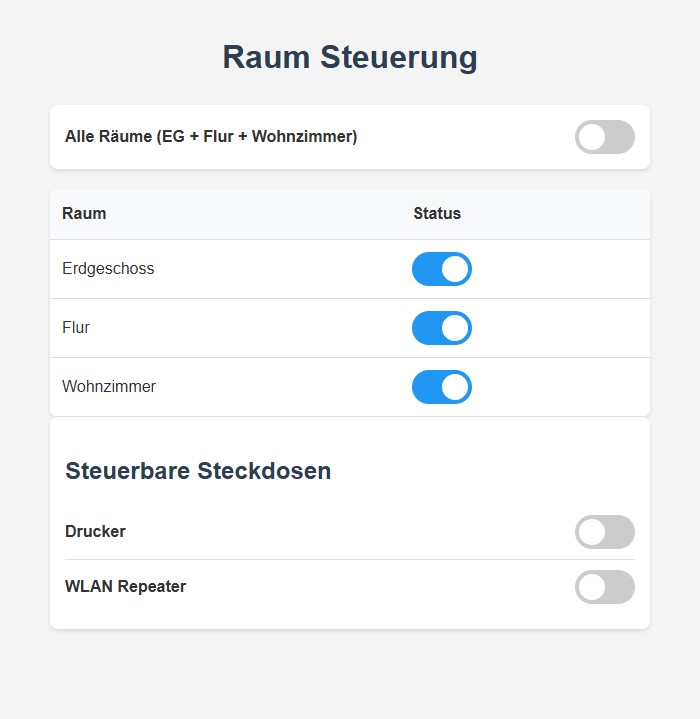 Raum Steuerung
Alle Räume (EG + Flur + Wohnzimmer)
Raum Status
Erdgeschoss
Flur
Wohnzimmer
Steuerbare Steckdosen
Drucker
WLAN Repeater